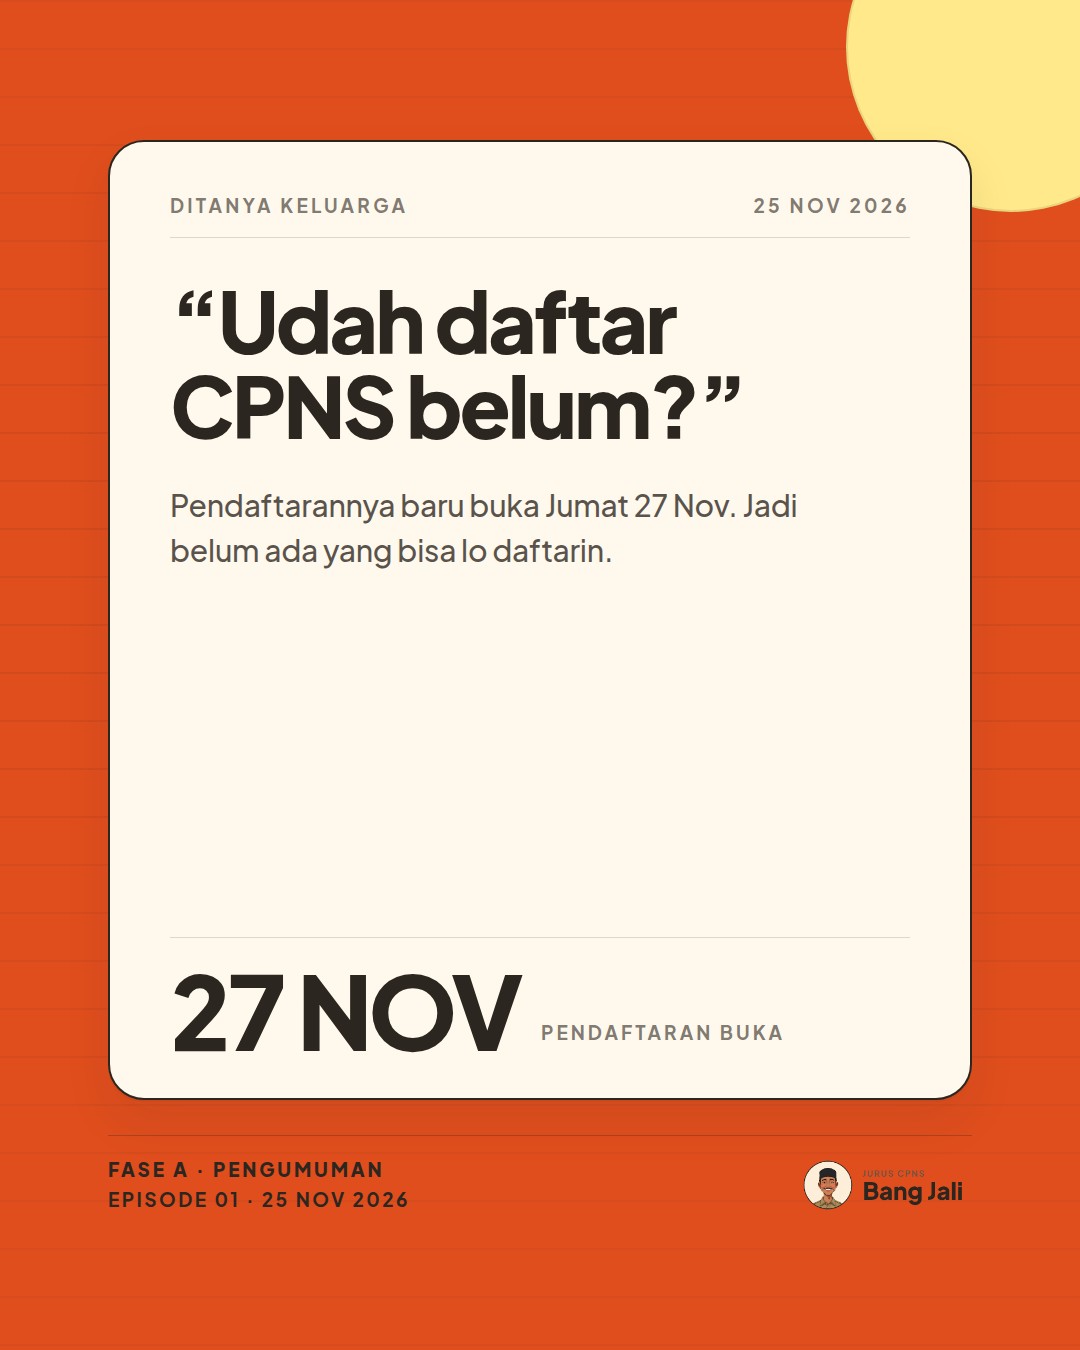 DITANYA KELUARGA
25 NOV 2026
“Udah daftar
CPNS belum?”
Pendaftarannya baru buka Jumat 27 Nov. Jadi
belum ada yang bisa lo daftarin.
27 NOV
PENDAFTARAN BUKA
FASE A · PENGUMUMAN
EPISODE 01 · 25 NOV 2026
JURUS CPNS
Bang Jali